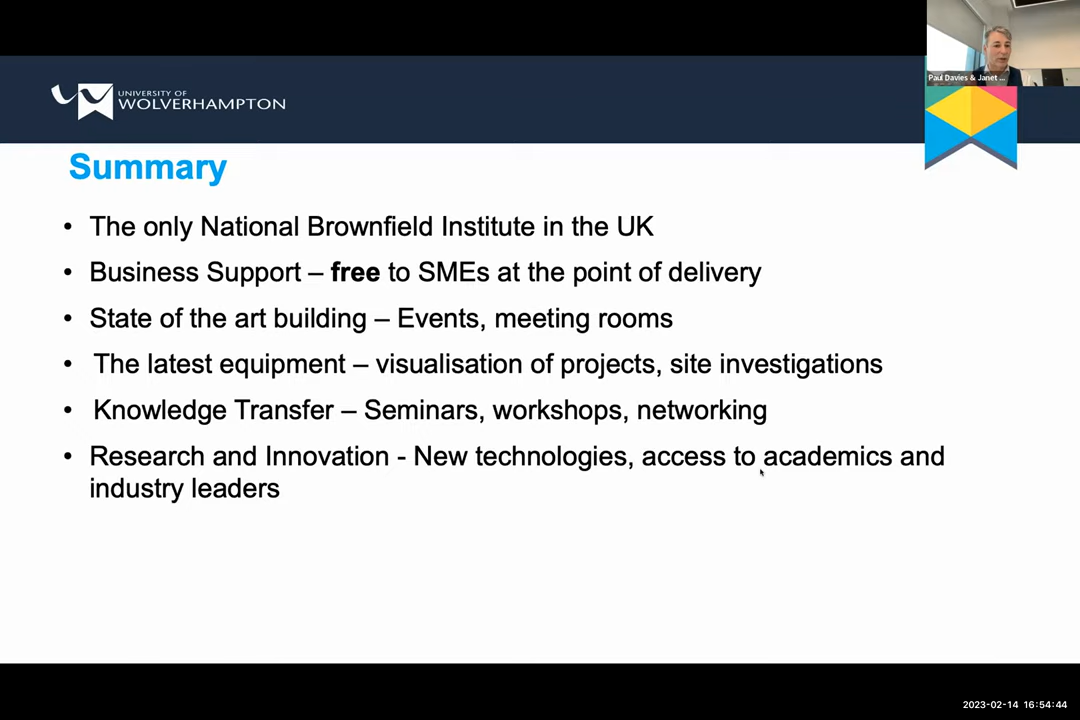 Paul Davies & Janet ...
UNIVERSITY OF
WOLVERHAMPTON
Summary
• The only National Brownfield Institute in the UK
• Business Support – free to SMEs at the point of delivery
• State of the art building – Events, meeting rooms
• The latest equipment – visualisation of projects, site investigations
• Knowledge Transfer – Seminars, workshops, networking
• Research and Innovation - New technologies, access to academics and
industry leaders
2023-02-14 16:54:44